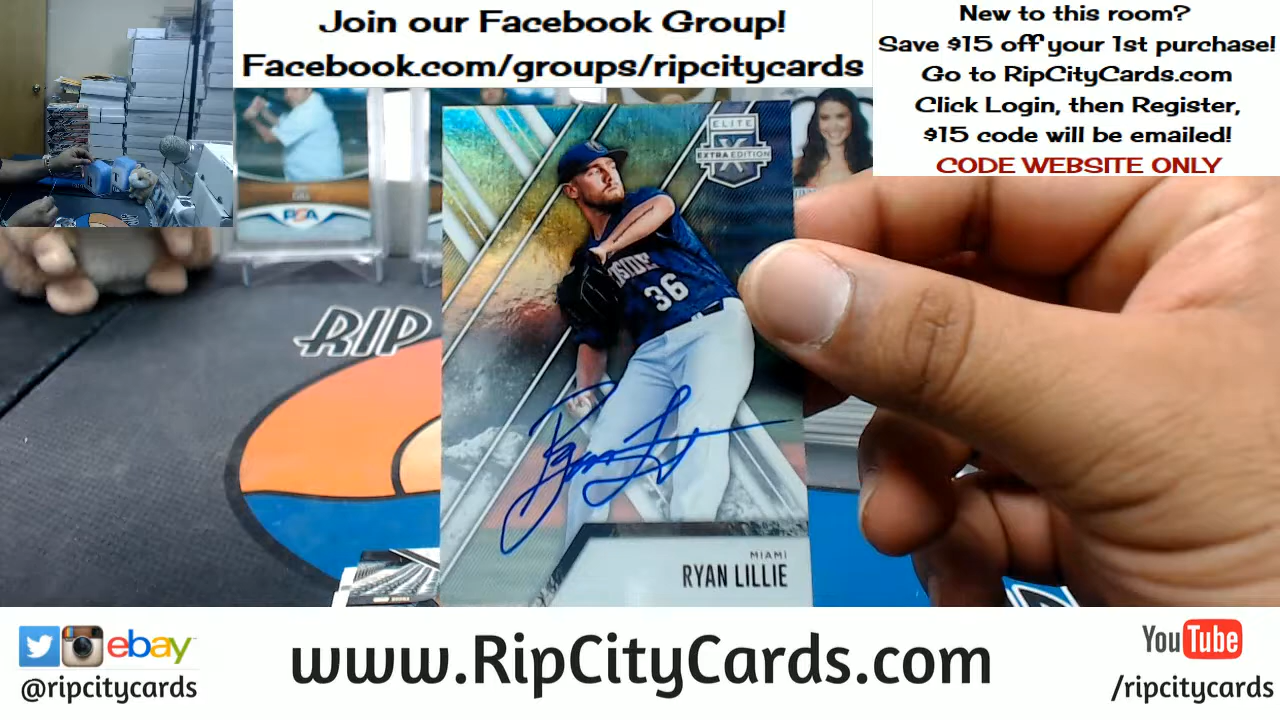 Join our Facebook Group!
Facebook.com/groups/ripcitycards
New to this room?
Save $15 off your 1st purchase!
Go to RipCityCards.com
Click Login, then Register,
$15 code will be emailed!
CODE WEBSITE ONLY
PSA
ELITE
X
EXTRA EDITION
36
RIP
MIAMI
RYAN LILLIE
ebay
@ripcitycards
www.RipCityCards.com
YouTube
/ripcitycards